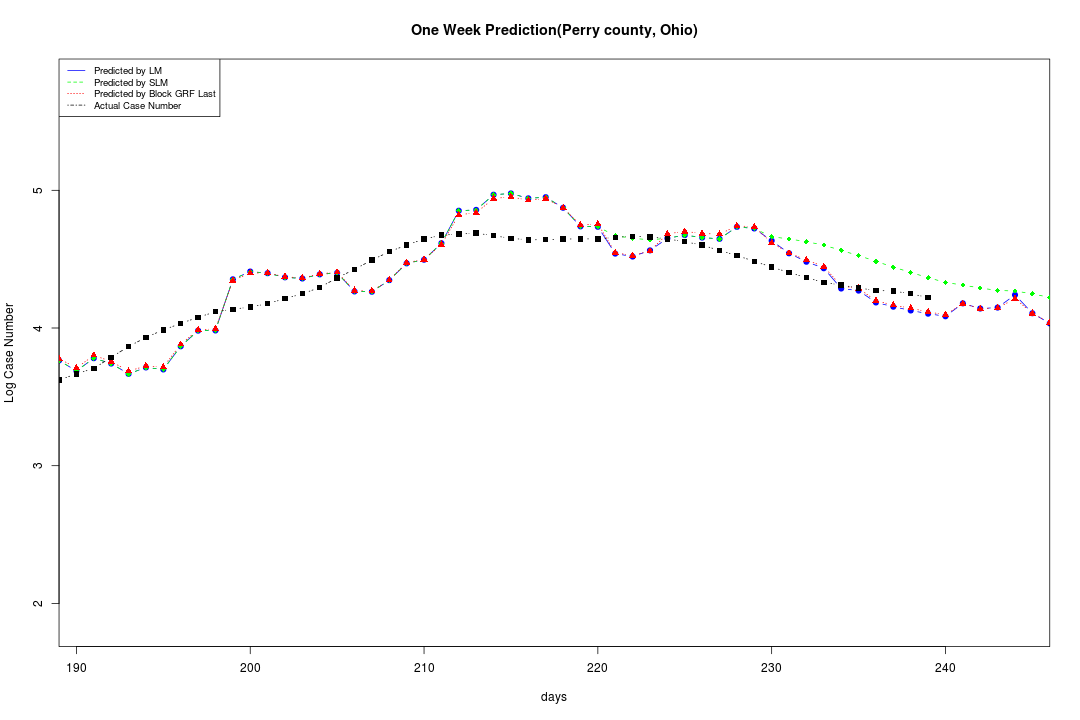 One Week Prediction(Perry county, Ohio)
Predicted by LM
Predicted by SLM
Predicted by Block GRF Last
Actual Case Number
Log Case Number
5
4
3
2
190 200 210 220 230 240
days